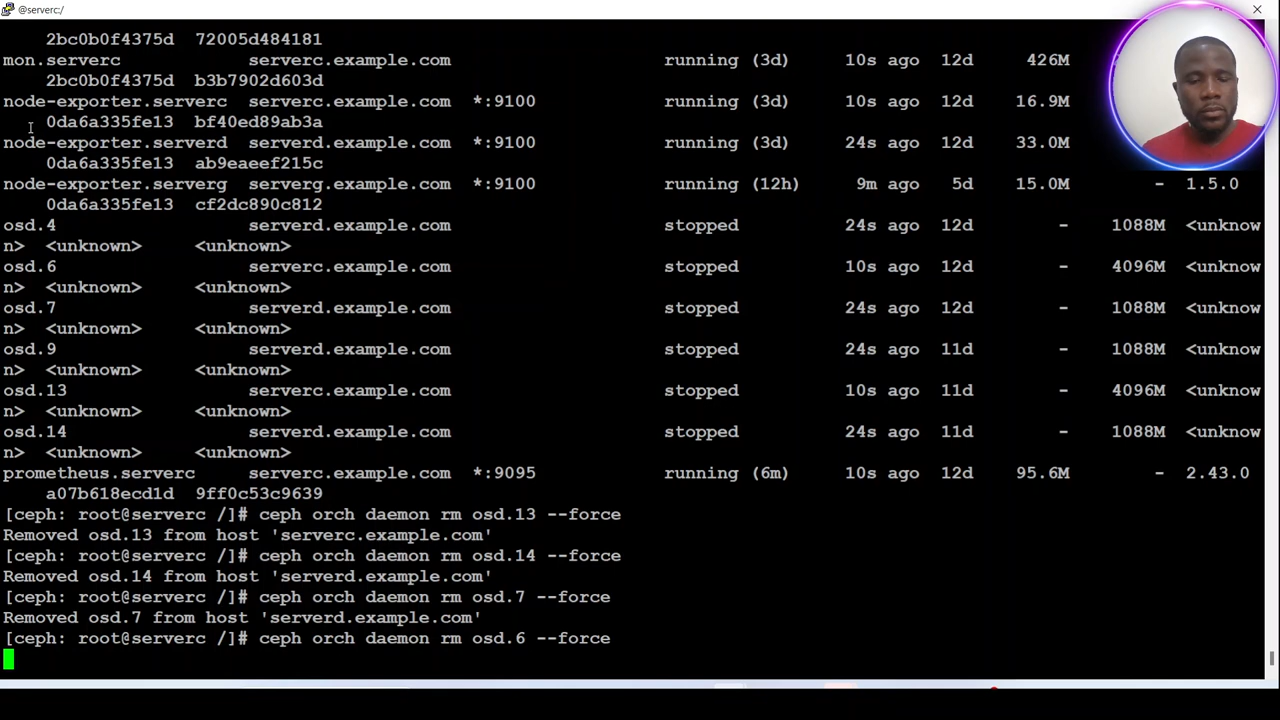 @serverc:/
2bc0b0f4375d  72005d484181
mon.serverc            serverc.example.com                    running (3d)     10s ago  12d     426M
2bc0b0f4375d  b3b7902d603d
node-exporter.serverc  serverc.example.com  *:9100            running (3d)     10s ago  12d    16.9M
0da6a335fe13  bf40ed89ab3a
node-exporter.serverd  serverd.example.com  *:9100            running (3d)     24s ago  12d    33.0M
0da6a335fe13  ab9eaeef215c
node-exporter.serverg  serverg.example.com  *:9100            running (12h)     9m ago   5d    15.0M        -  1.5.0
0da6a335fe13  cf2dc890c812
osd.4                  serverd.example.com                    stopped          24s ago  12d        -    1088M  <unknow
n>  <unknown>     <unknown>
osd.6                  serverc.example.com                    stopped          10s ago  12d        -    4096M  <unknow
n>  <unknown>     <unknown>
osd.7                  serverd.example.com                    stopped          24s ago  12d        -    1088M  <unknow
n>  <unknown>     <unknown>
osd.9                  serverd.example.com                    stopped          24s ago  11d        -    1088M  <unknow
n>  <unknown>     <unknown>
osd.13                 serverc.example.com                    stopped          10s ago  11d        -    4096M  <unknow
n>  <unknown>     <unknown>
osd.14                 serverd.example.com                    stopped          24s ago  11d        -    1088M  <unknow
n>  <unknown>     <unknown>
prometheus.serverc     serverc.example.com  *:9095            running (6m)     10s ago  12d    95.6M        -  2.43.0
a07b618ecd1d  9ff0c53c9639
[ceph: root@serverc /]# ceph orch daemon rm osd.13 --force
Removed osd.13 from host 'serverc.example.com'
[ceph: root@serverc /]# ceph orch daemon rm osd.14 --force
Removed osd.14 from host 'serverd.example.com'
[ceph: root@serverc /]# ceph orch daemon rm osd.7 --force
Removed osd.7 from host 'serverd.example.com'
[ceph: root@serverc /]# ceph orch daemon rm osd.6 --force